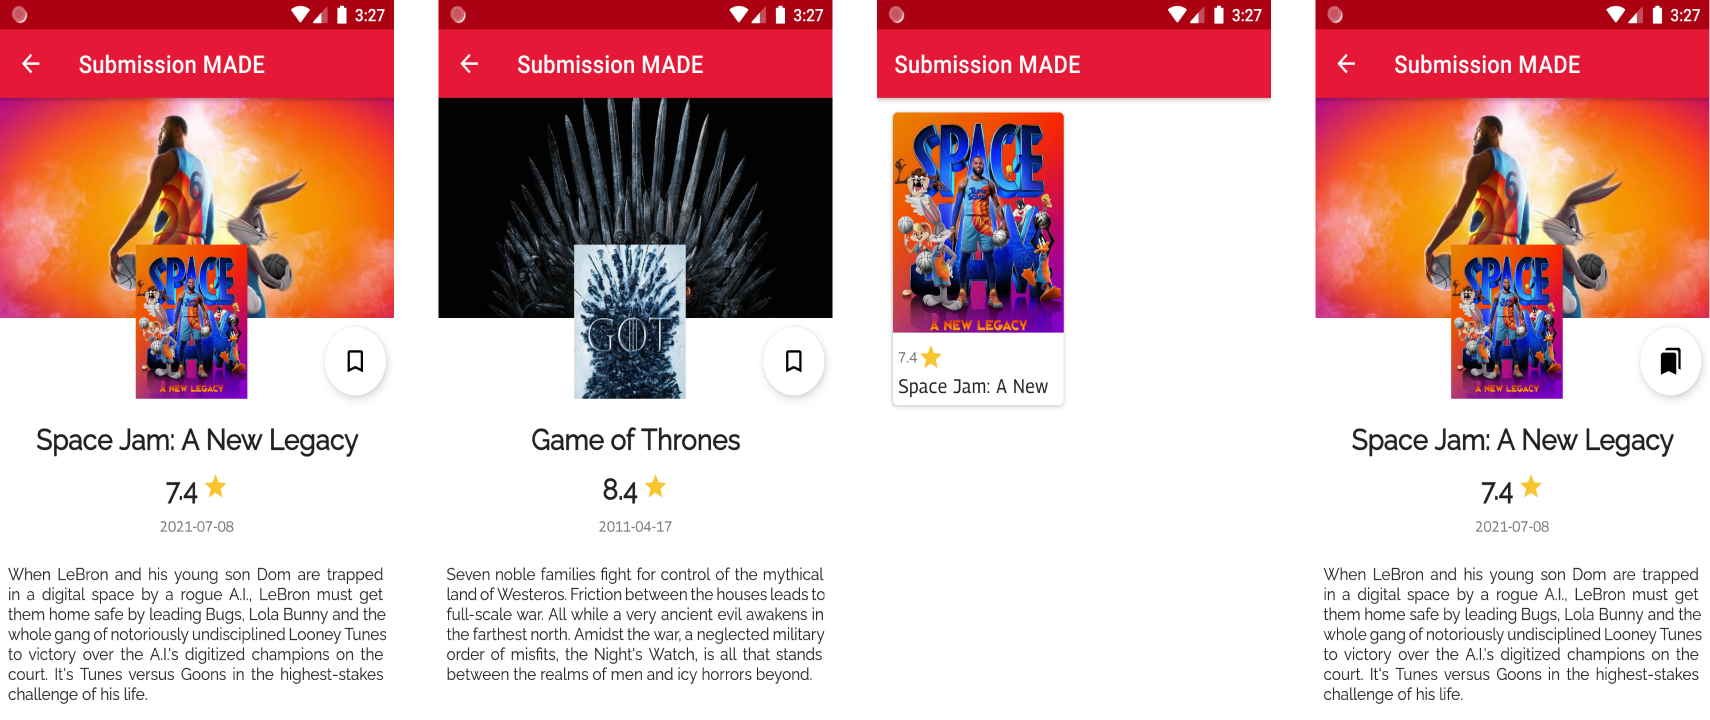 3:27
Submission MADE
6
SPACE
A NEW LEGACY
Space Jam: A New Legacy
7.4
2021-07-08
When LeBron and his young son Dom are trapped
in a digital space by a rogue A.I., LeBron must get
them home safe by leading Bugs, Lola Bunny and the
whole gang of notoriously undisciplined Looney Tunes
to victory over the A.I.'s digitized champions on the
court. It's Tunes versus Goons in the highest-stakes
challenge of his life.
3:27
Submission MADE
GOT
Game of Thrones
8.4
2011-04-17
Seven noble families fight for control of the mythical
land of Westeros. Friction between the houses leads to
full-scale war. All while a very ancient evil awakens in
the farthest north. Amidst the war, a neglected military
order of misfits, the Night's Watch, is all that stands
between the realms of men and icy horrors beyond.
3:27
Submission MADE
SPACE
A NEW LEGACY
7.4
Space Jam: A New
3:27
Submission MADE
6
SPACE
A NEW LEGACY
Space Jam: A New Legacy
7.4
2021-07-08
When LeBron and his young son Dom are trapped
in a digital space by a rogue A.I., LeBron must get
them home safe by leading Bugs, Lola Bunny and the
whole gang of notoriously undisciplined Looney Tunes
to victory over the A.I.'s digitized champions on the
court. It's Tunes versus Goons in the highest-stakes
challenge of his life.